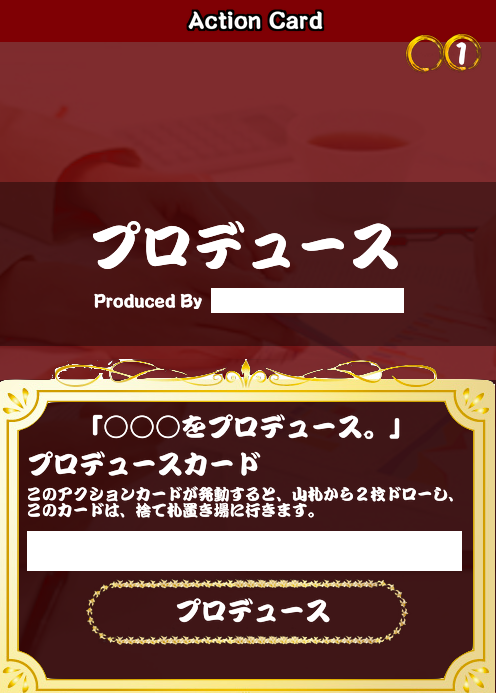 Action Card
1
プロデュース
Produced By
「○○○をプロデュース。」
プロデュースカード
このアクションカードが発動すると、山札から２枚ドローし、
このカードは、捨て札置き場に行きます。
プロデュース